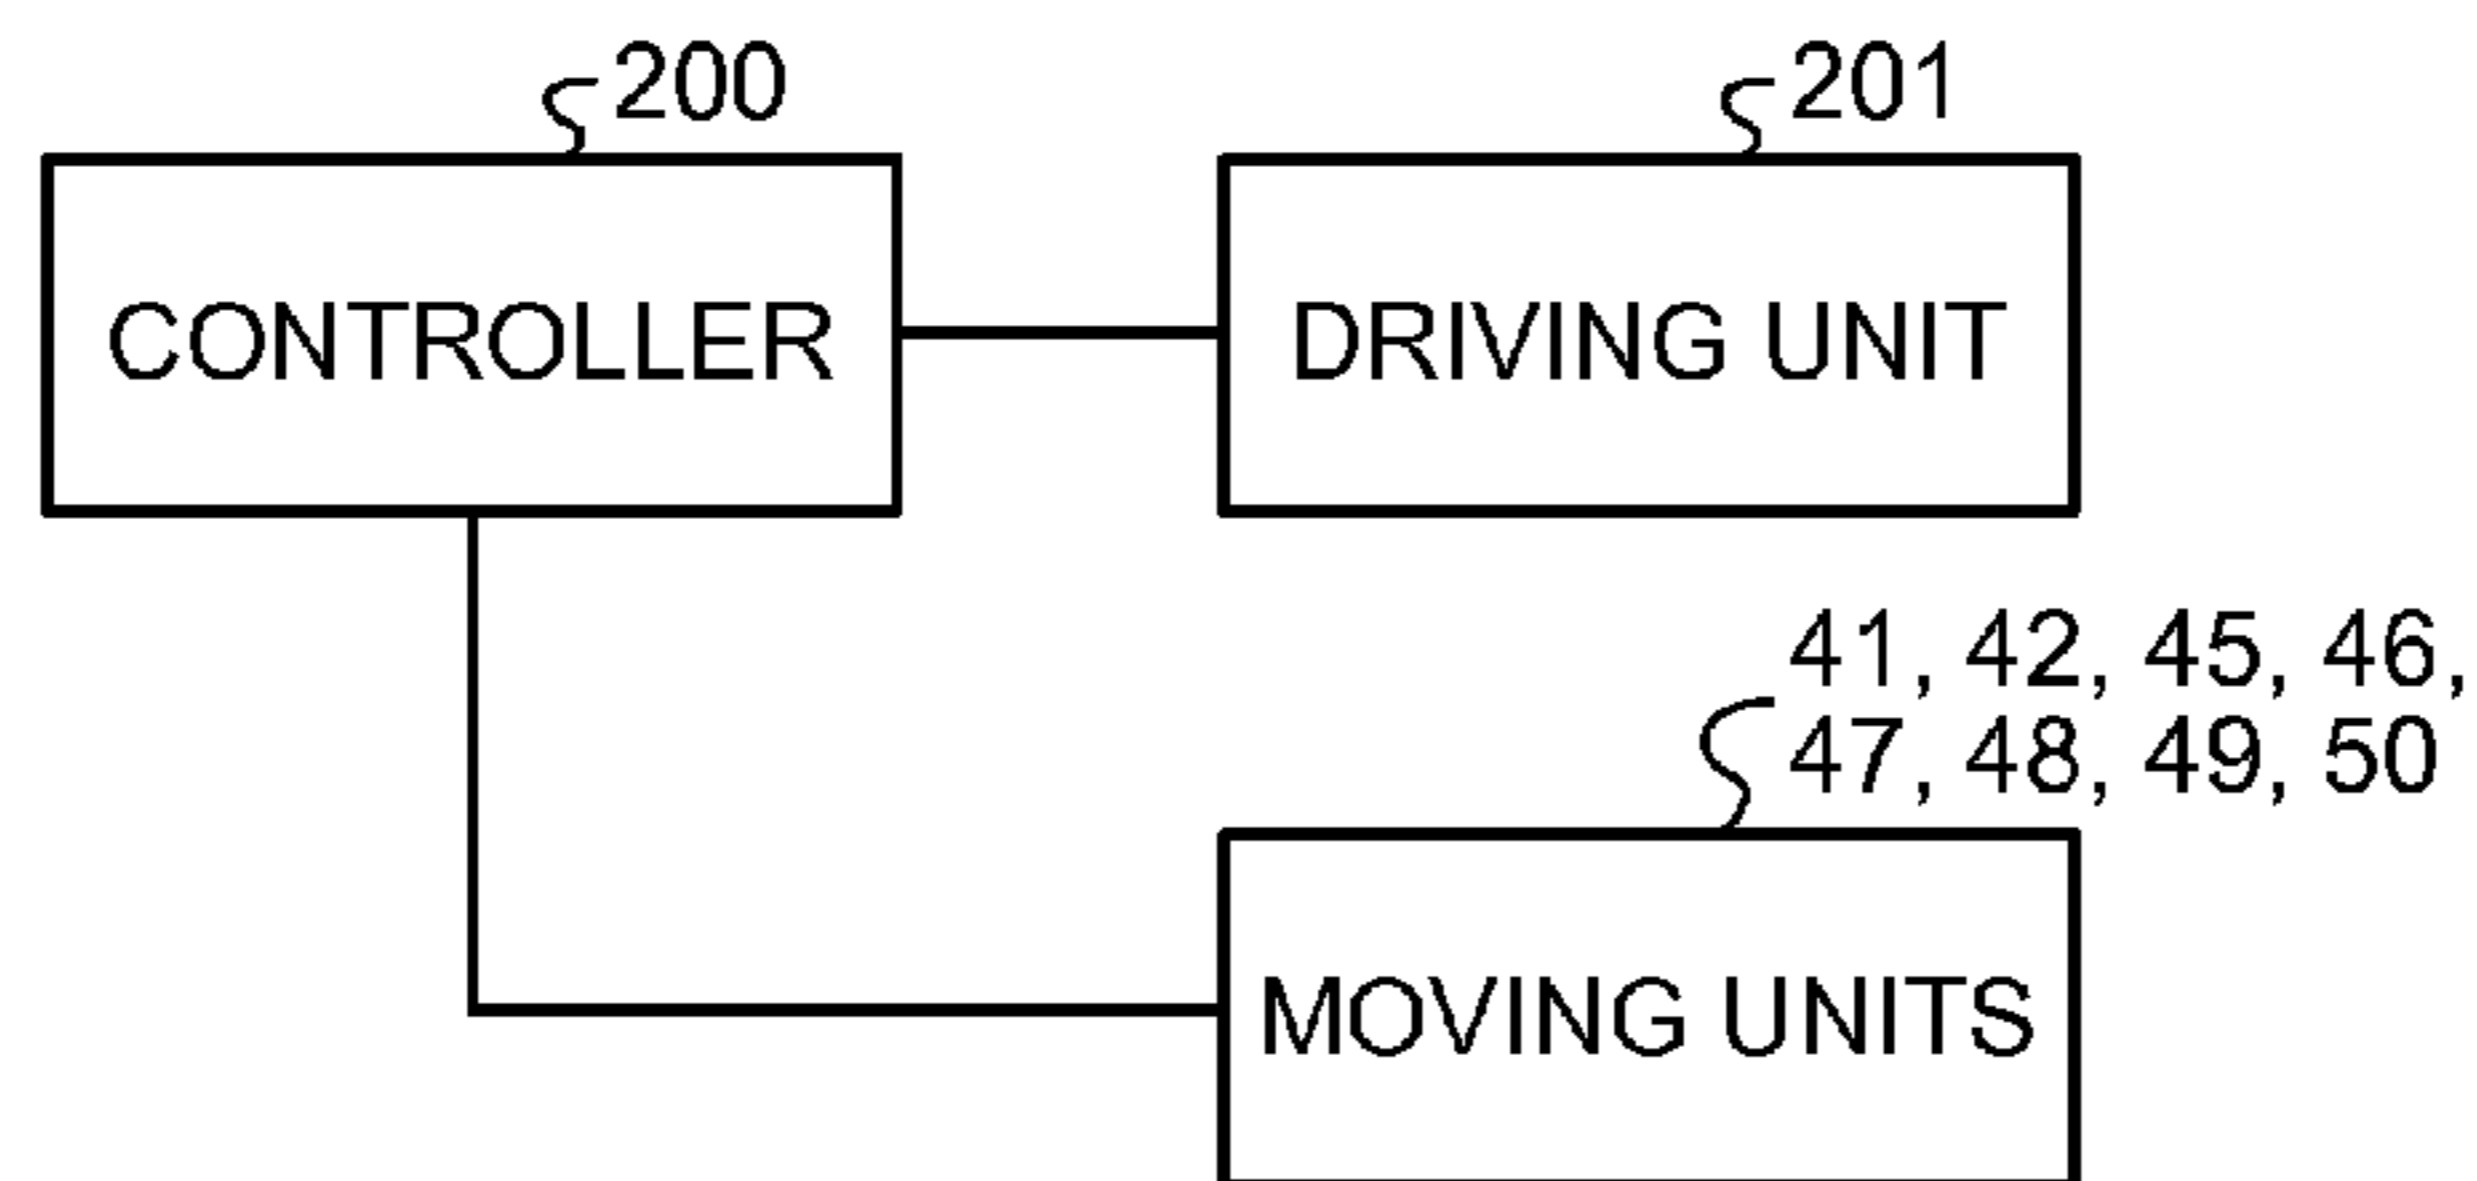 200
201
CONTROLLER
DRIVING UNIT
41, 42, 45, 46,
47, 48, 49, 50
MOVING UNITS